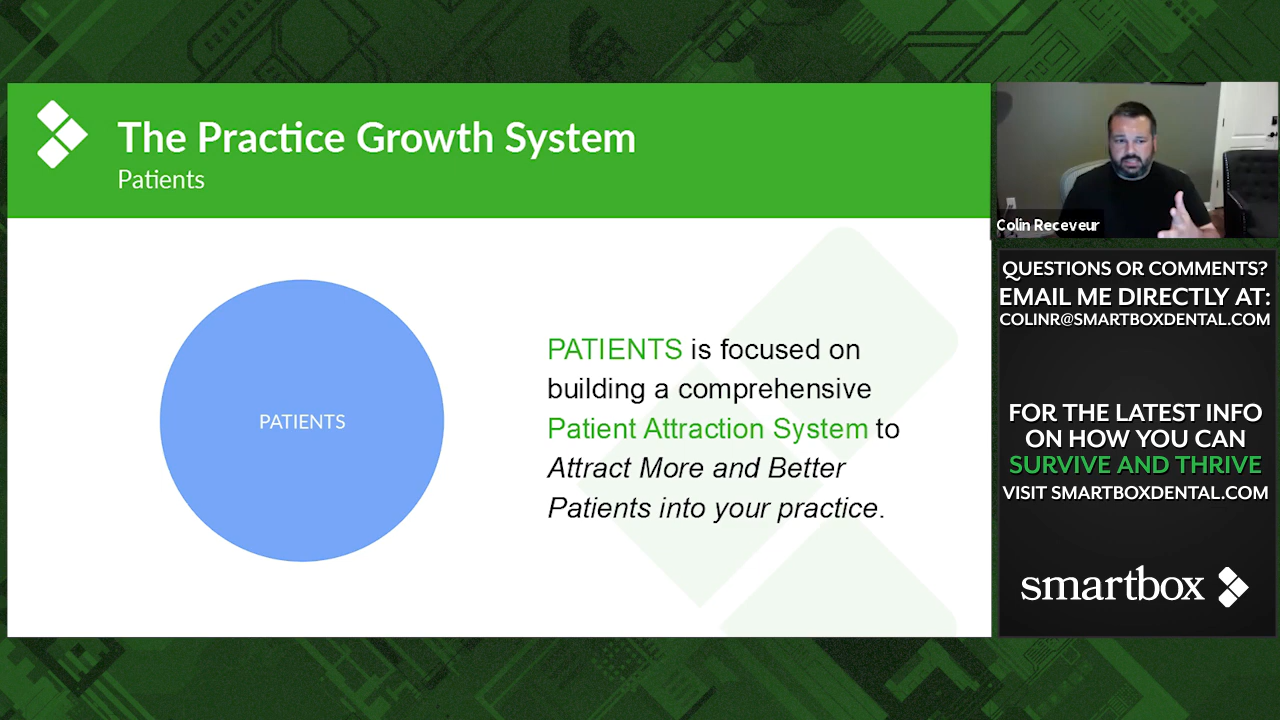 The Practice Growth System
Patients
PATIENTS
PATIENTS is focused on
building a comprehensive
Patient Attraction System to
Attract More and Better
Patients into your practice.
Colin Receveur
QUESTIONS OR COMMENTS?
EMAIL ME DIRECTLY AT:
COLINR@SMARTBOXDENTAL.COM
FOR THE LATEST INFO
ON HOW YOU CAN
SURVIVE AND THRIVE
VISIT SMARTBOXDENTAL.COM
smartbox